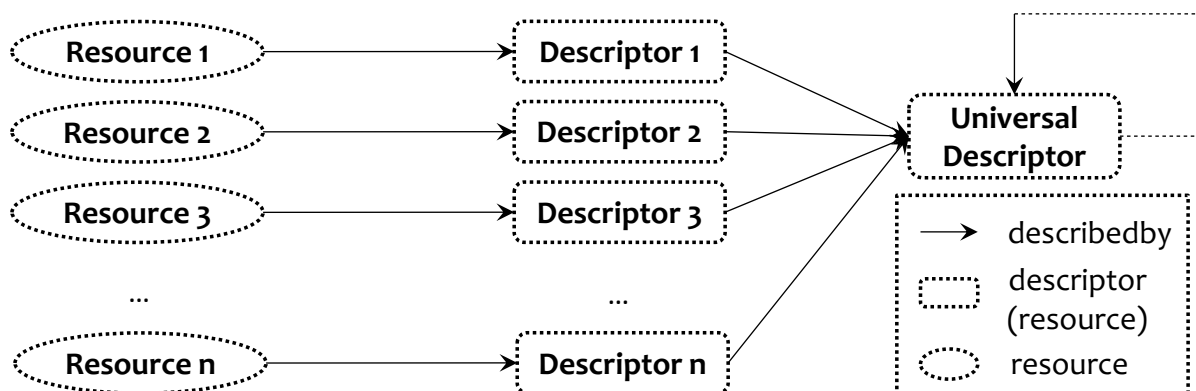 Resource 1
Descriptor 1
Resource 2
Descriptor 2
Universal
Descriptor
Resource 3
Descriptor 3
...
...
Resource n
Descriptor n
describedby
descriptor
(resource)
resource